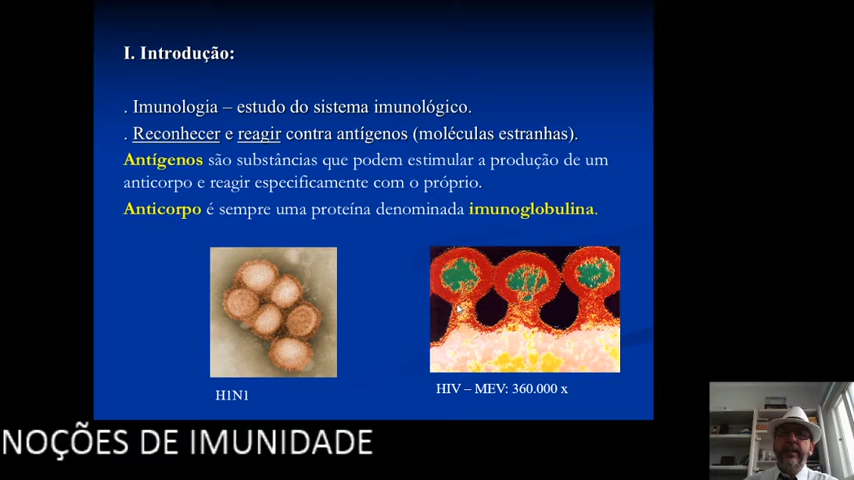 I. Introdução:
. Imunologia – estudo do sistema imunológico.
. Reconhecer e reagir contra antígenos (moléculas estranhas).
Antígenos são substâncias que podem estimular a produção de um
anticorpo e reagir especificamente com o próprio.
Anticorpo é sempre uma proteína denominada imunoglobulina.
H1N1
HIV – MEV: 360.000 x
NOÇÕES DE IMUNIDADE